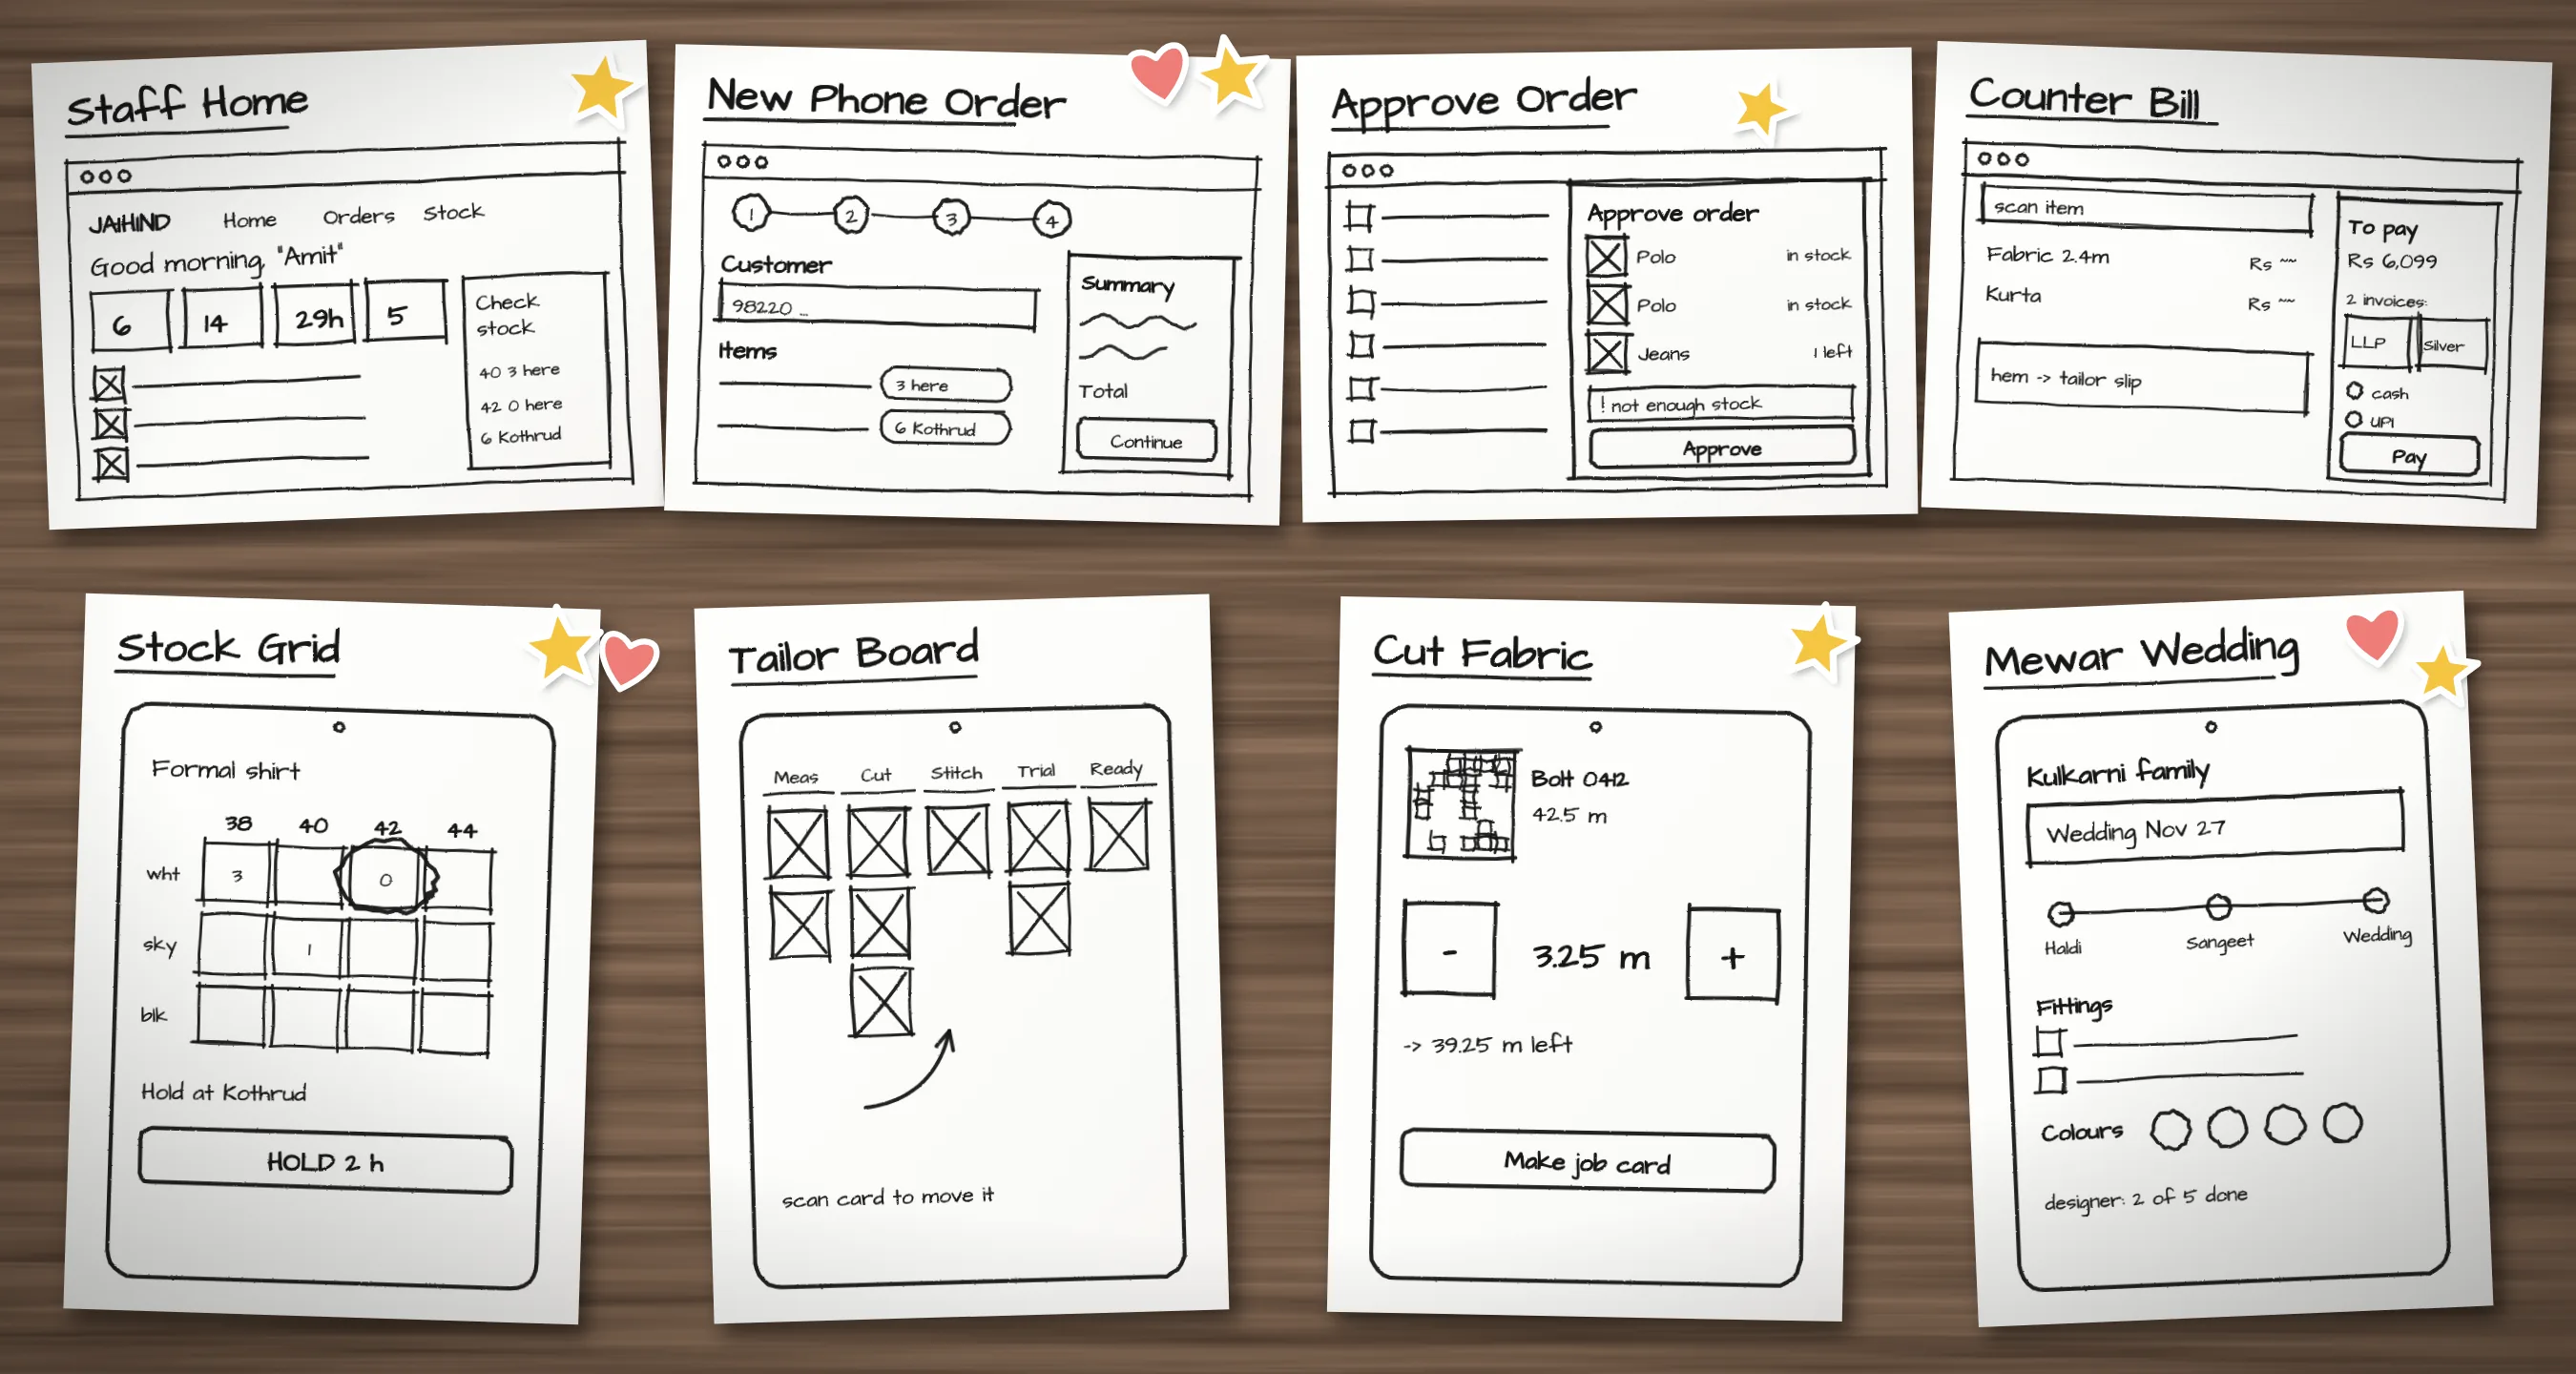 Staff Home
JAIHIND Home Orders Stock
Good morning, "Amit"
6 14 29h 5
Check
stock
40 3 here
42 0 here
6 Kothrud
New Phone Order
1 2 3 4
Customer
98220 ...
Items
3 here
6 Kothrud
Summary
Total
Continue
Approve Order
Approve order
Polo in stock
Polo in stock
Jeans 1 left
! not enough stock
Approve
Counter Bill
scan item
Fabric 2.4m Rs ~~
Kurta Rs ~~
hem -> tailor slip
To pay
Rs 6,099
2 invoices:
LLP Silver
cash
UPI
Pay
Stock Grid
Formal shirt
38 40 42 44
wht 3 0
sky 1
blk
Hold at Kothrud
HOLD 2 h
Tailor Board
Meas Cut Stitch Trial Ready
scan card to move it
Cut Fabric
Bolt 0412
42.5 m
- 3.25 m +
-> 39.25 m left
Make job card
Mewar Wedding
Kulkarni family
Wedding Nov 27
Haldi Sangeet Wedding
Fittings
Colours
designer: 2 of 5 done